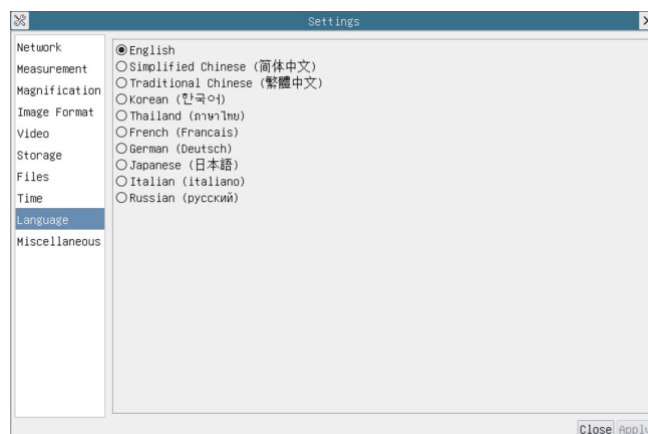 Settings
Network
Measurement
Magnification
Image Format
Video
Storage
Files
Time
Language
Miscellaneous
English
Simplified Chinese (简体中文)
Traditional Chinese (繁體中文)
Korean (한국어)
Thailand (ภาษาไทย)
French (Francais)
German (Deutsch)
Japanese (日本語)
Italian (italiano)
Russian (русский)
Close Apply